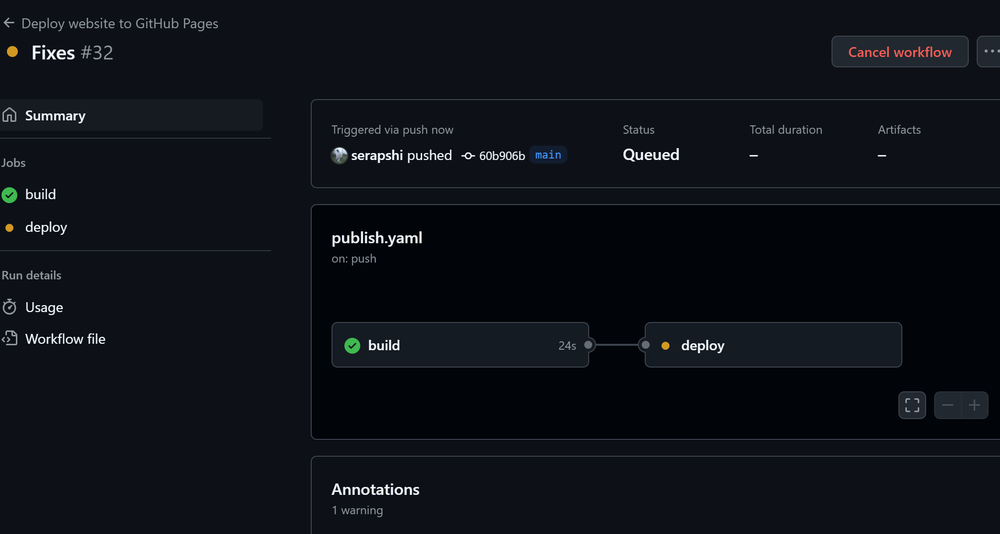 Deploy website to GitHub Pages
Fixes #32
Cancel workflow
Summary
Jobs
build
deploy
Run details
Usage
Workflow file
Triggered via push now
serapshi pushed 60b906b main
Status
Queued
Total duration
–
Artifacts
–
publish.yaml
on: push
build 24s
deploy
Annotations
1 warning